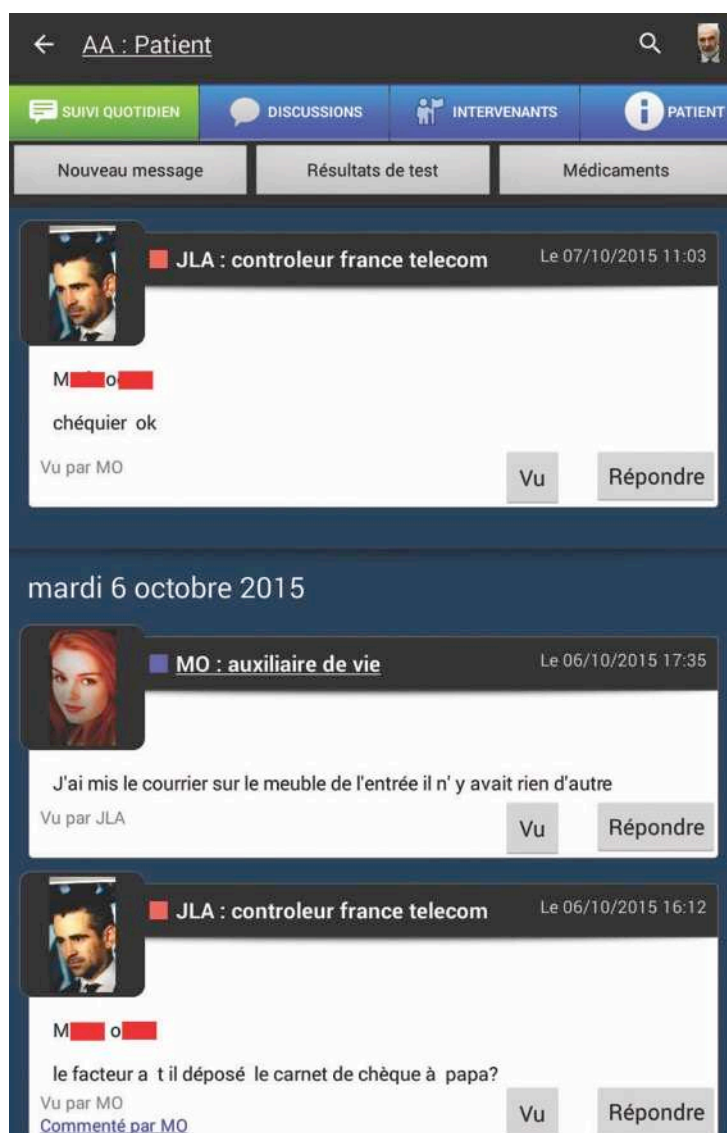 AA : Patient
SUIVI QUOTIDIEN
DISCUSSIONS
INTERVENANTS
PATIENT
Nouveau message
Résultats de test
Médicaments
JLA : controleur france telecom
Le 07/10/2015 11:03
M o
chéquier ok
Vu par MO
Vu
Répondre
mardi 6 octobre 2015
MO : auxiliaire de vie
Le 06/10/2015 17:35
J'ai mis le courrier sur le meuble de l'entrée il n' y avait rien d'autre
Vu par JLA
Vu
Répondre
JLA : controleur france telecom
Le 06/10/2015 16:12
M o
le facteur a t il déposé le carnet de chèque à papa?
Vu par MO
Commenté par MO
Vu
Répondre